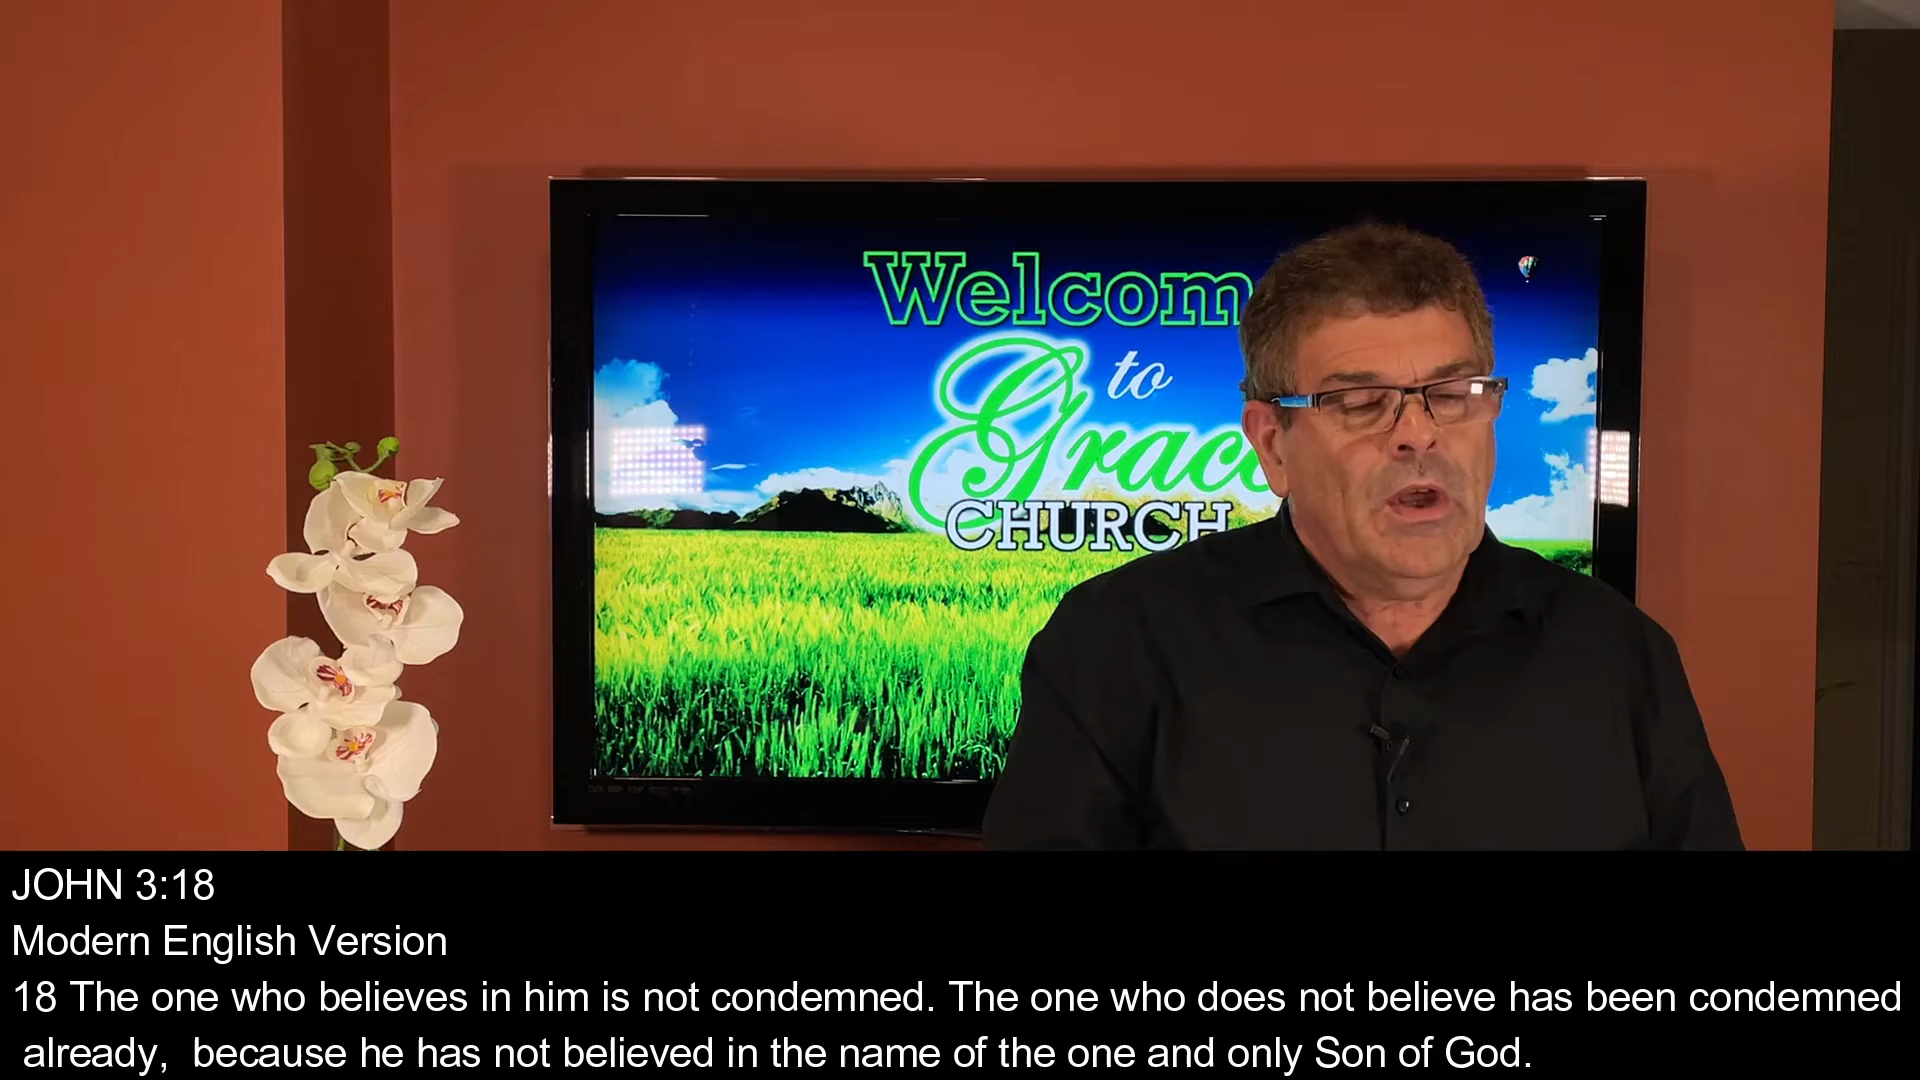 Welcom
to
Grace
CHURCH
JOHN 3:18
Modern English Version
18 The one who believes in him is not condemned. The one who does not believe has been condemned
already,  because he has not believed in the name of the one and only Son of God.